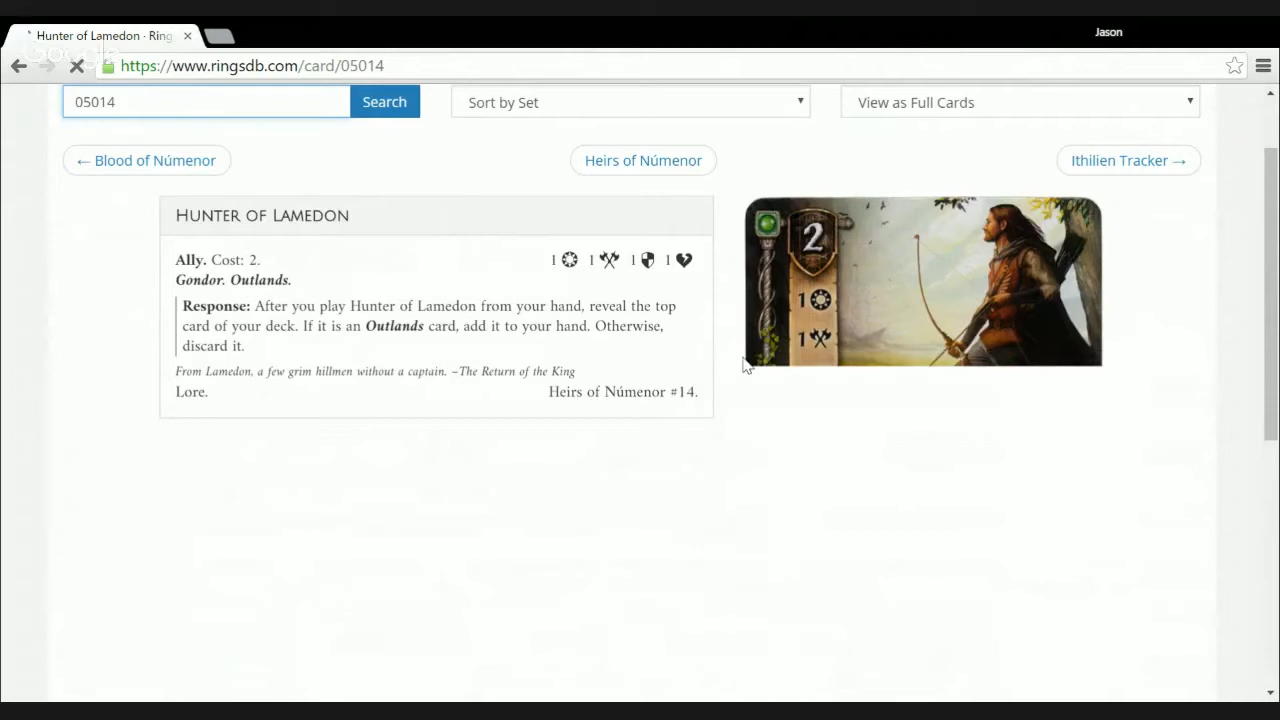 Hunter of Lamedon · Ring
Jason
Google
https://www.ringsdb.com/card/05014
05014
Search
Sort by Set
View as Full Cards
← Blood of Númenor
Heirs of Númenor
Ithilien Tracker →
HUNTER OF LAMEDON
Ally. Cost: 2.
1 1 1 1
Gondor. Outlands.
Response: After you play Hunter of Lamedon from your hand, reveal the top
card of your deck. If it is an Outlands card, add it to your hand. Otherwise,
discard it.
From Lamedon, a few grim hillmen without a captain. –The Return of the King
Lore.
Heirs of Númenor #14.
2
1
1